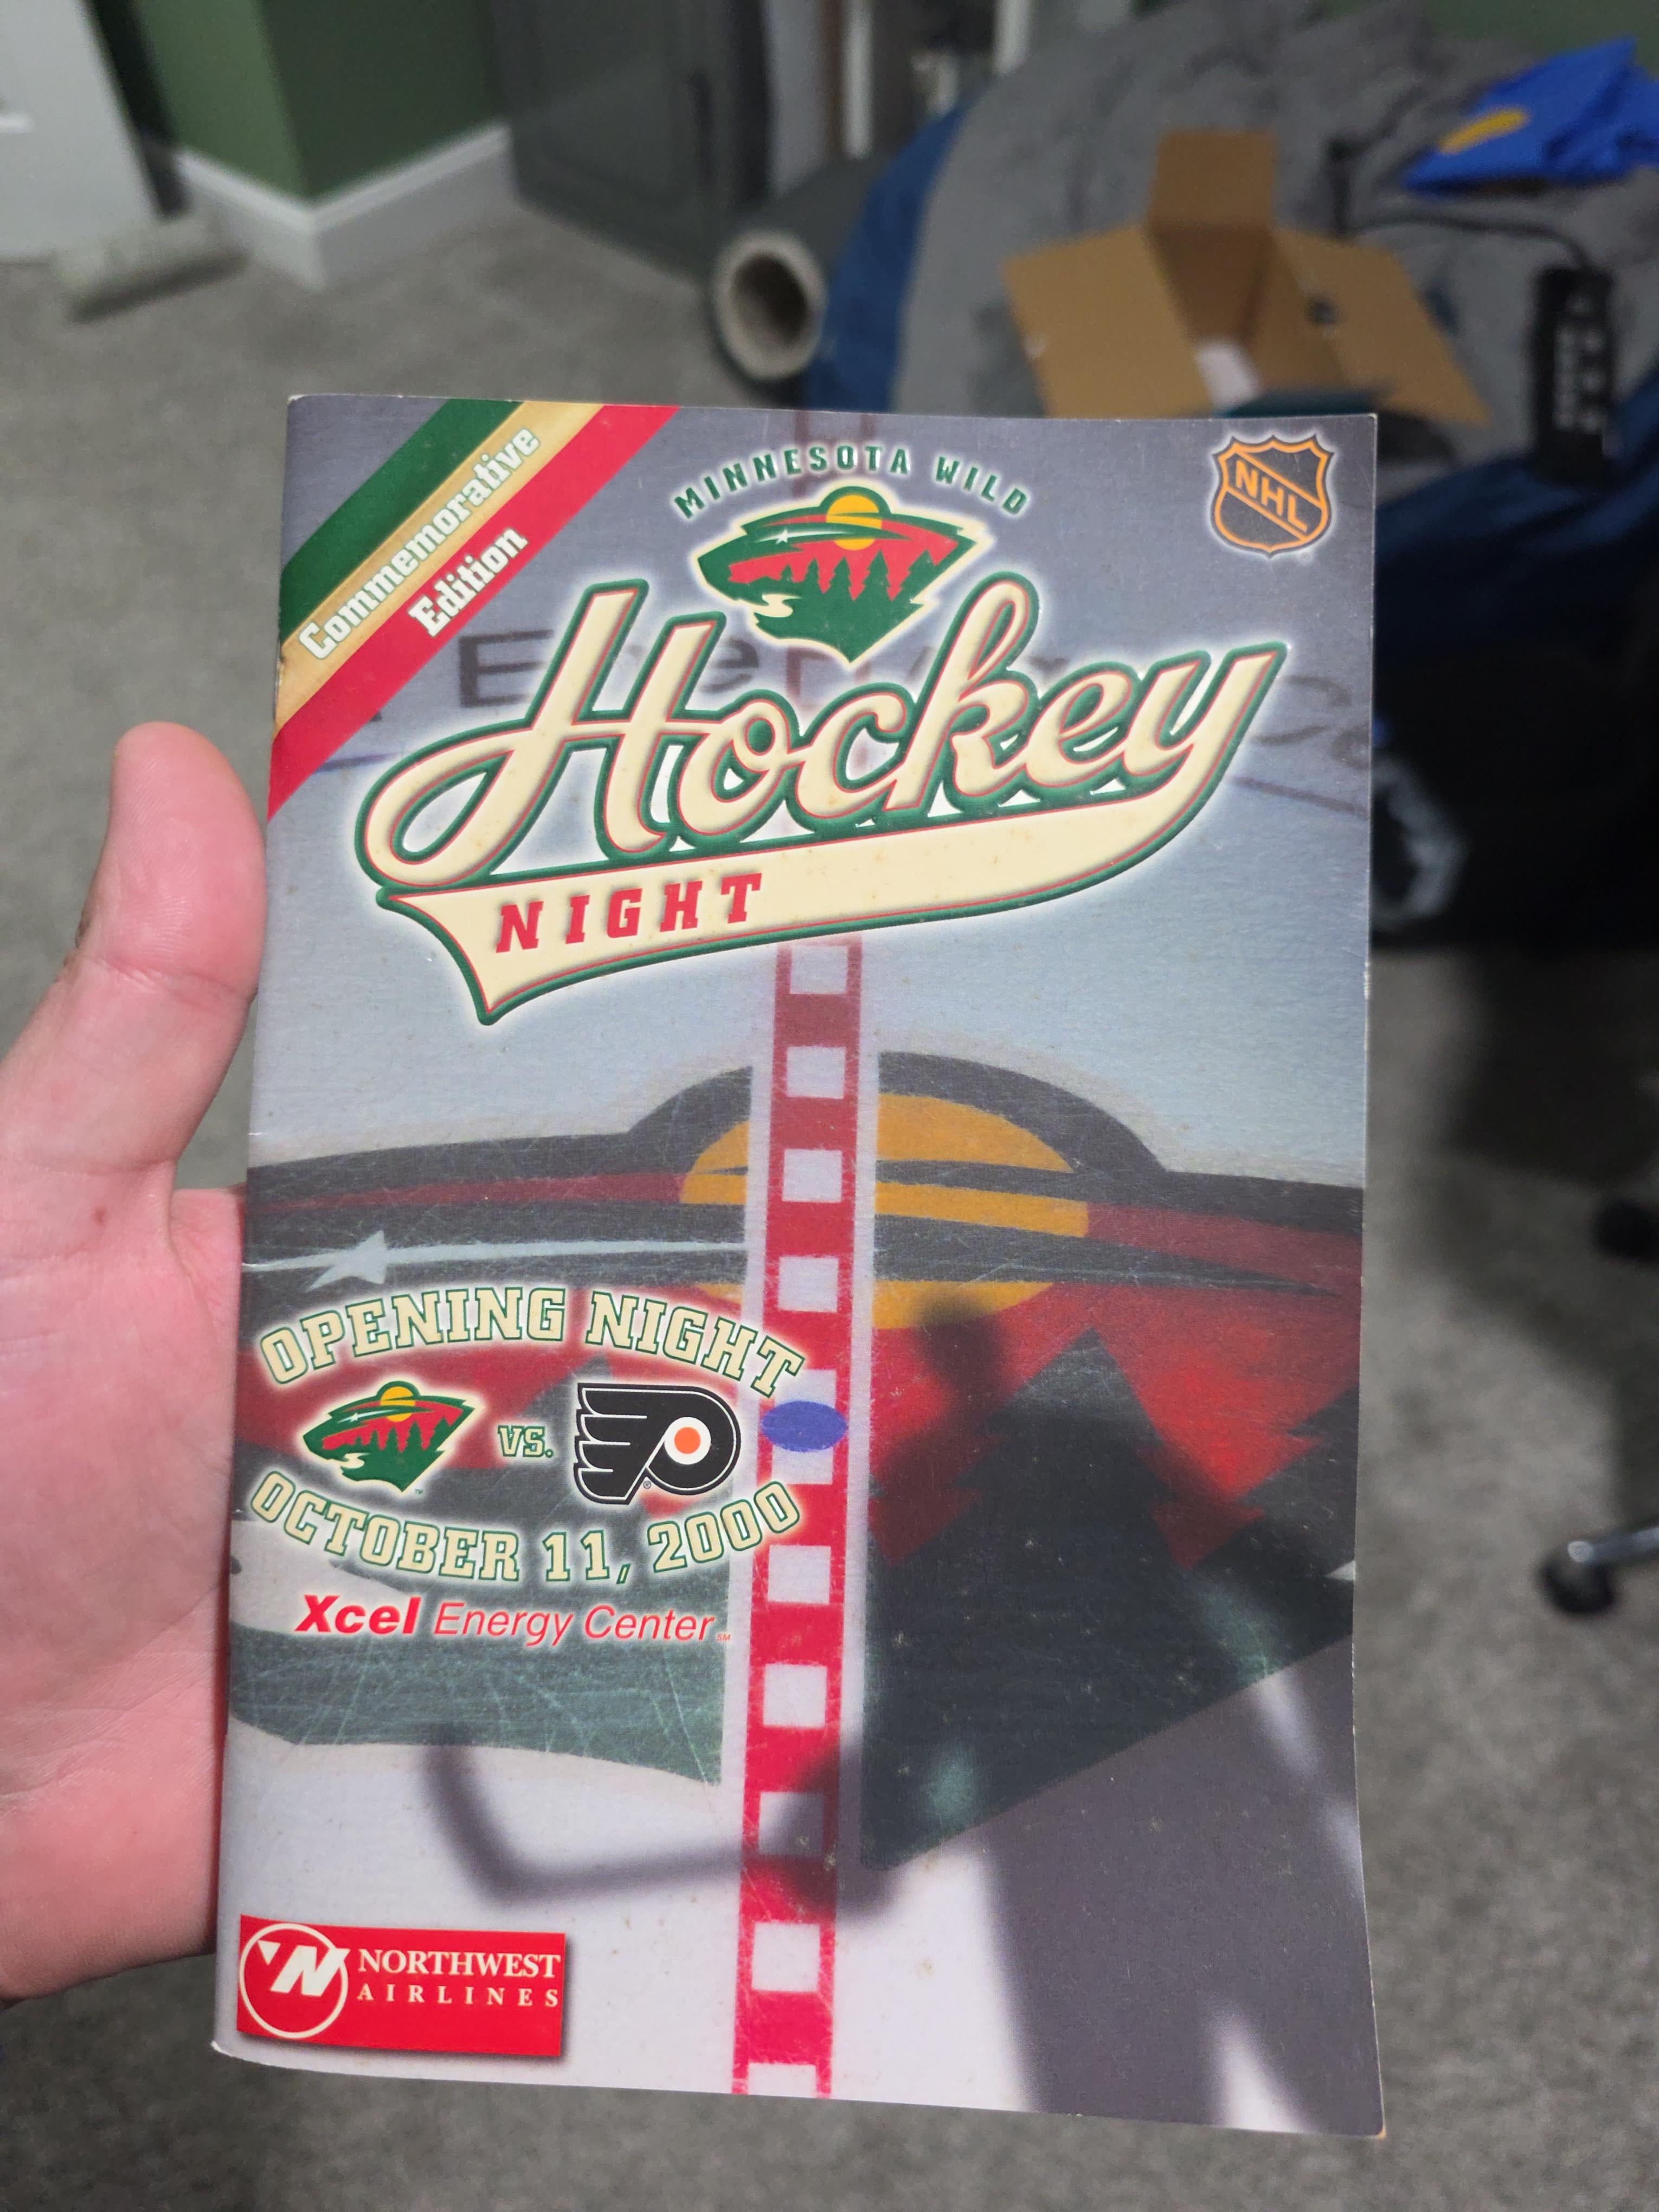 Commemorative
Edition
MINNESOTA WILD
NHL
Hockey
NIGHT
OPENING NIGHT
VS.
OCTOBER 11, 2000
Xcel Energy Center
NORTHWEST
AIRLINES